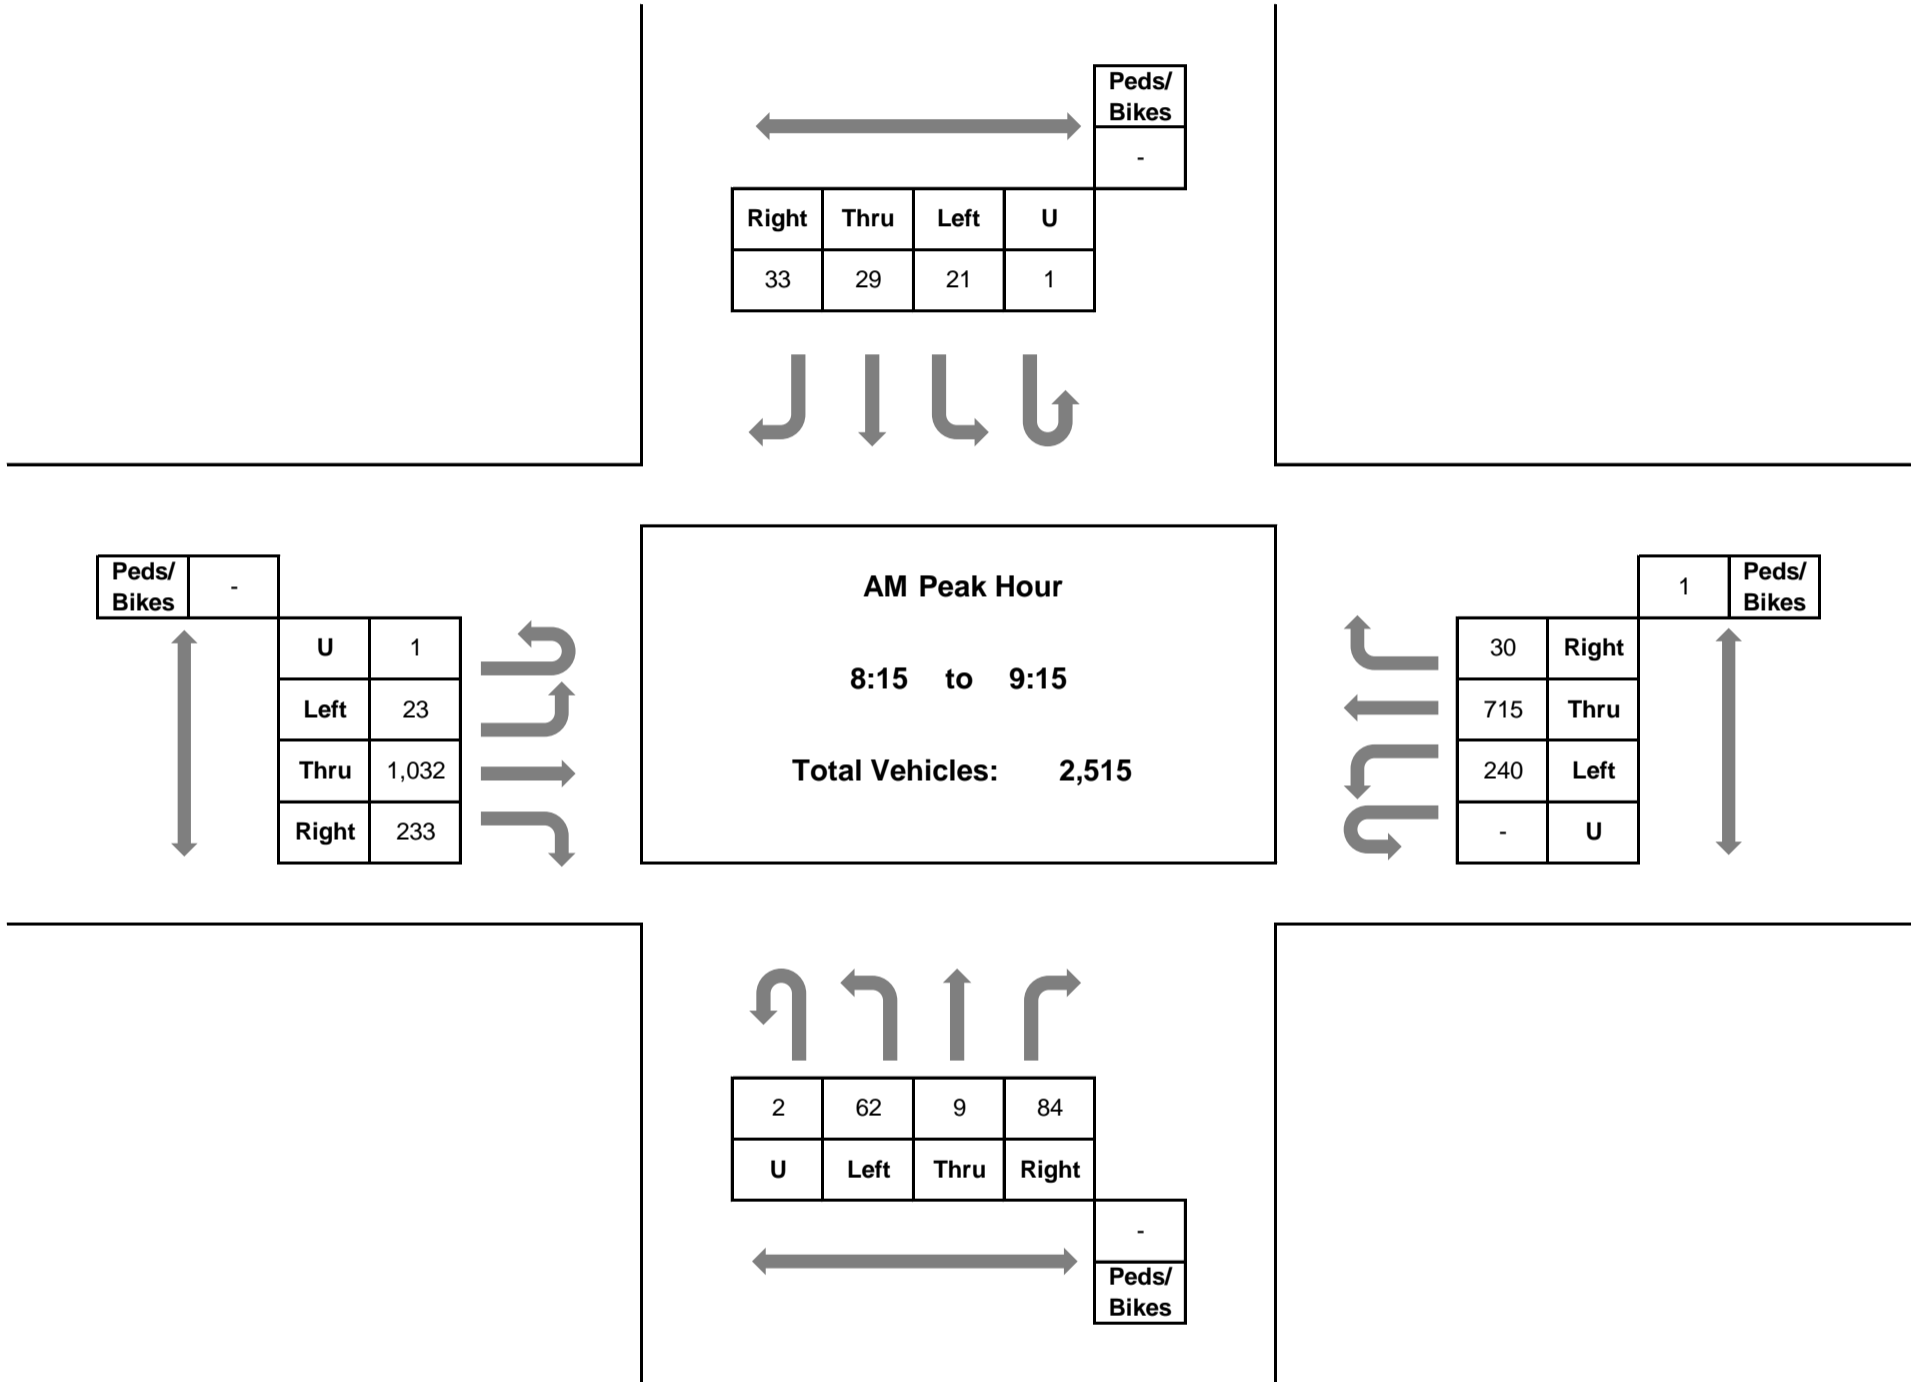 Peds/
Bikes
-
Right Thru Left U
33 29 21 1
Peds/
Bikes
-
U 1
Left 23
Thru 1,032
Right 233
AM Peak Hour
8:15 to 9:15
Total Vehicles: 2,515
1 Peds/
Bikes
30 Right
715 Thru
240 Left
- U
2 62 9 84
U Left Thru Right
-
Peds/
Bikes